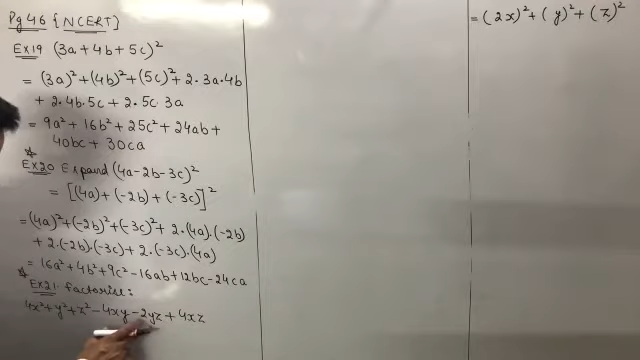 Pg 46 [NCERT]
EX19 (3a + 4b + 5c)²
= (3a)² + (4b)² + (5c)² + 2·3a·4b
+ 2·4b·5c + 2·5c·3a
= 9a² + 16b² + 25c² + 24ab +
40bc + 30ca
* EX20 Expand (4a - 2b - 3c)²
= [(4a) + (-2b) + (-3c)]²
= (4a)² + (-2b)² + (-3c)² + 2·(4a)·(-2b)
+ 2·(-2b)·(-3c) + 2·(-3c)·(4a)
= 16a² + 4b² + 9c² - 16ab + 12bc - 24ca
* EX21 factorise:
4x² + y² + z² - 4xy - 2yz + 4xz
= (2x)² + (y)² + (z)²